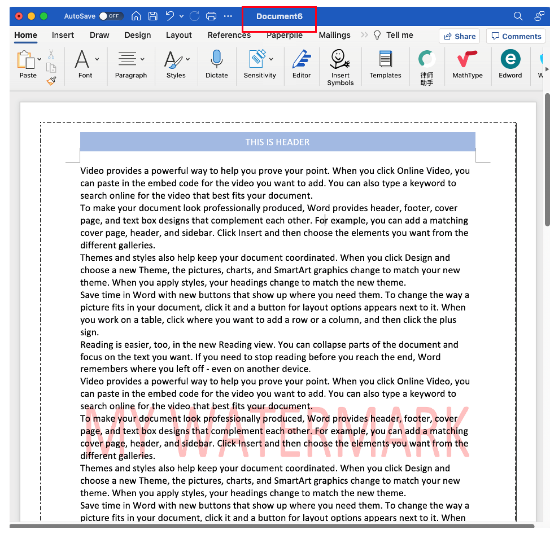 AutoSave OFF Document6
Home Insert Draw Design Layout References Paperpile Mailings Tell me Share Comments
Paste Font Paragraph Styles Dictate Sensitivity Editor Insert Symbols Templates 律师助手 MathType Edword
THIS IS HEADER
Video provides a powerful way to help you prove your point. When you click Online Video, you
can paste in the embed code for the video you want to add. You can also type a keyword to
search online for the video that best fits your document.
To make your document look professionally produced, Word provides header, footer, cover
page, and text box designs that complement each other. For example, you can add a matching
cover page, header, and sidebar. Click Insert and then choose the elements you want from the
different galleries.
Themes and styles also help keep your document coordinated. When you click Design and
choose a new Theme, the pictures, charts, and SmartArt graphics change to match your new
theme. When you apply styles, your headings change to match the new theme.
Save time in Word with new buttons that show up where you need them. To change the way a
picture fits in your document, click it and a button for layout options appears next to it. When
you work on a table, click where you want to add a row or a column, and then click the plus
sign.
Reading is easier, too, in the new Reading view. You can collapse parts of the document and
focus on the text you want. If you need to stop reading before you reach the end, Word
remembers where you left off - even on another device.
Video provides a powerful way to help you prove your point. When you click Online Video, you
can paste in the embed code for the video you want to add. You can also type a keyword to
search online for the video that best fits your document.
To make your document look professionally produced, Word provides header, footer, cover
page, and text box designs that complement each other. For example, you can add a matching
cover page, header, and sidebar. Click Insert and then choose the elements you want from the
different galleries.
MY WATERMARK
Themes and styles also help keep your document coordinated. When you click Design and
choose a new Theme, the pictures, charts, and SmartArt graphics change to match your new
theme. When you apply styles, your headings change to match the new theme.
Save time in Word with new buttons that show up where you need them. To change the way a
picture fits in your document, click it and a button for layout options appears next to it. When